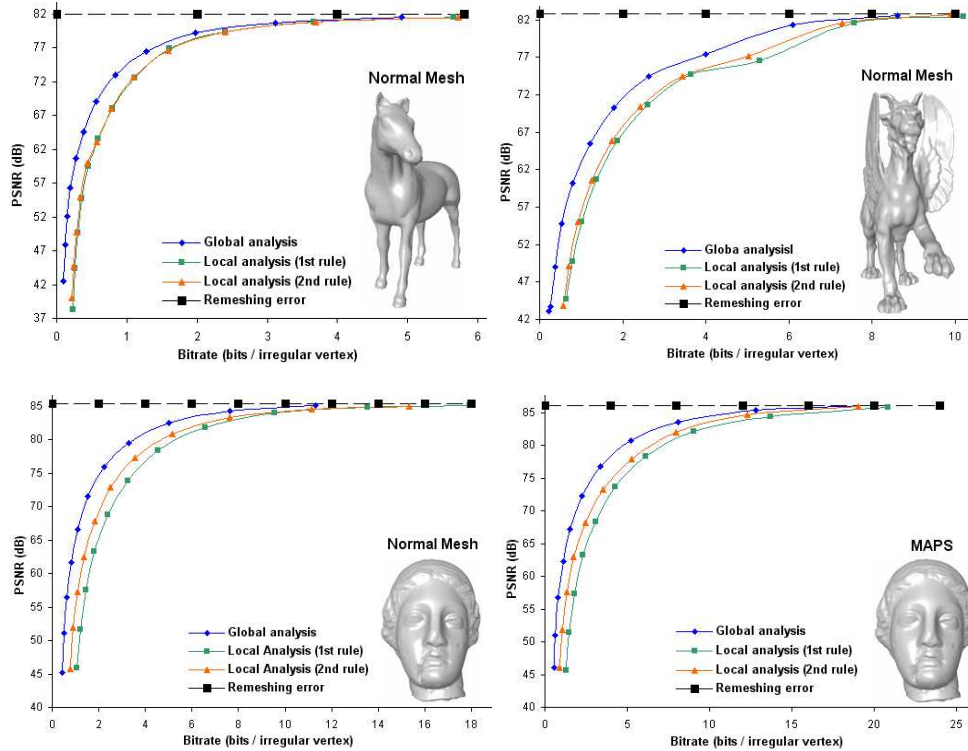 82
77
72
67
62
57
52
47
42
37
PSNR (dB)
Normal Mesh
Global analysis
Local analysis (1st rule)
Local analysis (2nd rule)
Remeshing error
0 1 2 3 4 5 6
Bitrate (bits / irregular vertex)
82
77
72
67
62
57
52
47
42
PSNR (dB)
Normal Mesh
Globa analysisl
Local analysis (1st rule)
Local analysis (2nd rule)
Remeshing error
0 2 4 6 8 10
Bitrate (bits / irregular vertex)
85
80
75
70
65
60
55
50
45
40
PSNR (dB)
Normal Mesh
Global analysis
Local Analysis (1st rule)
Local Analysis (2nd rule)
Remeshing error
0 2 4 6 8 10 12 14 16 18
Bitrate (bits / irregular vertex)
85
80
75
70
65
60
55
50
45
40
PSNR (dB)
MAPS
Global analysis
Local analysis (1st rule)
Local analysis (2nd rule)
Remeshing error
0 5 10 15 20 25
Bitrate (bits / irregular vertex)